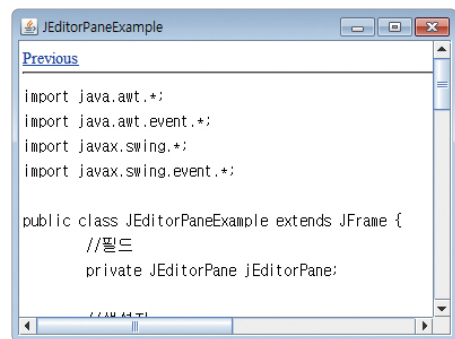 JEditorPaneExample
Previous
import java.awt.*;
import java.awt.event.*;
import javax.swing.*;
import javax.swing.event.*;
public class JEditorPaneExample extends JFrame {
//필드
private JEditorPane jEditorPane;